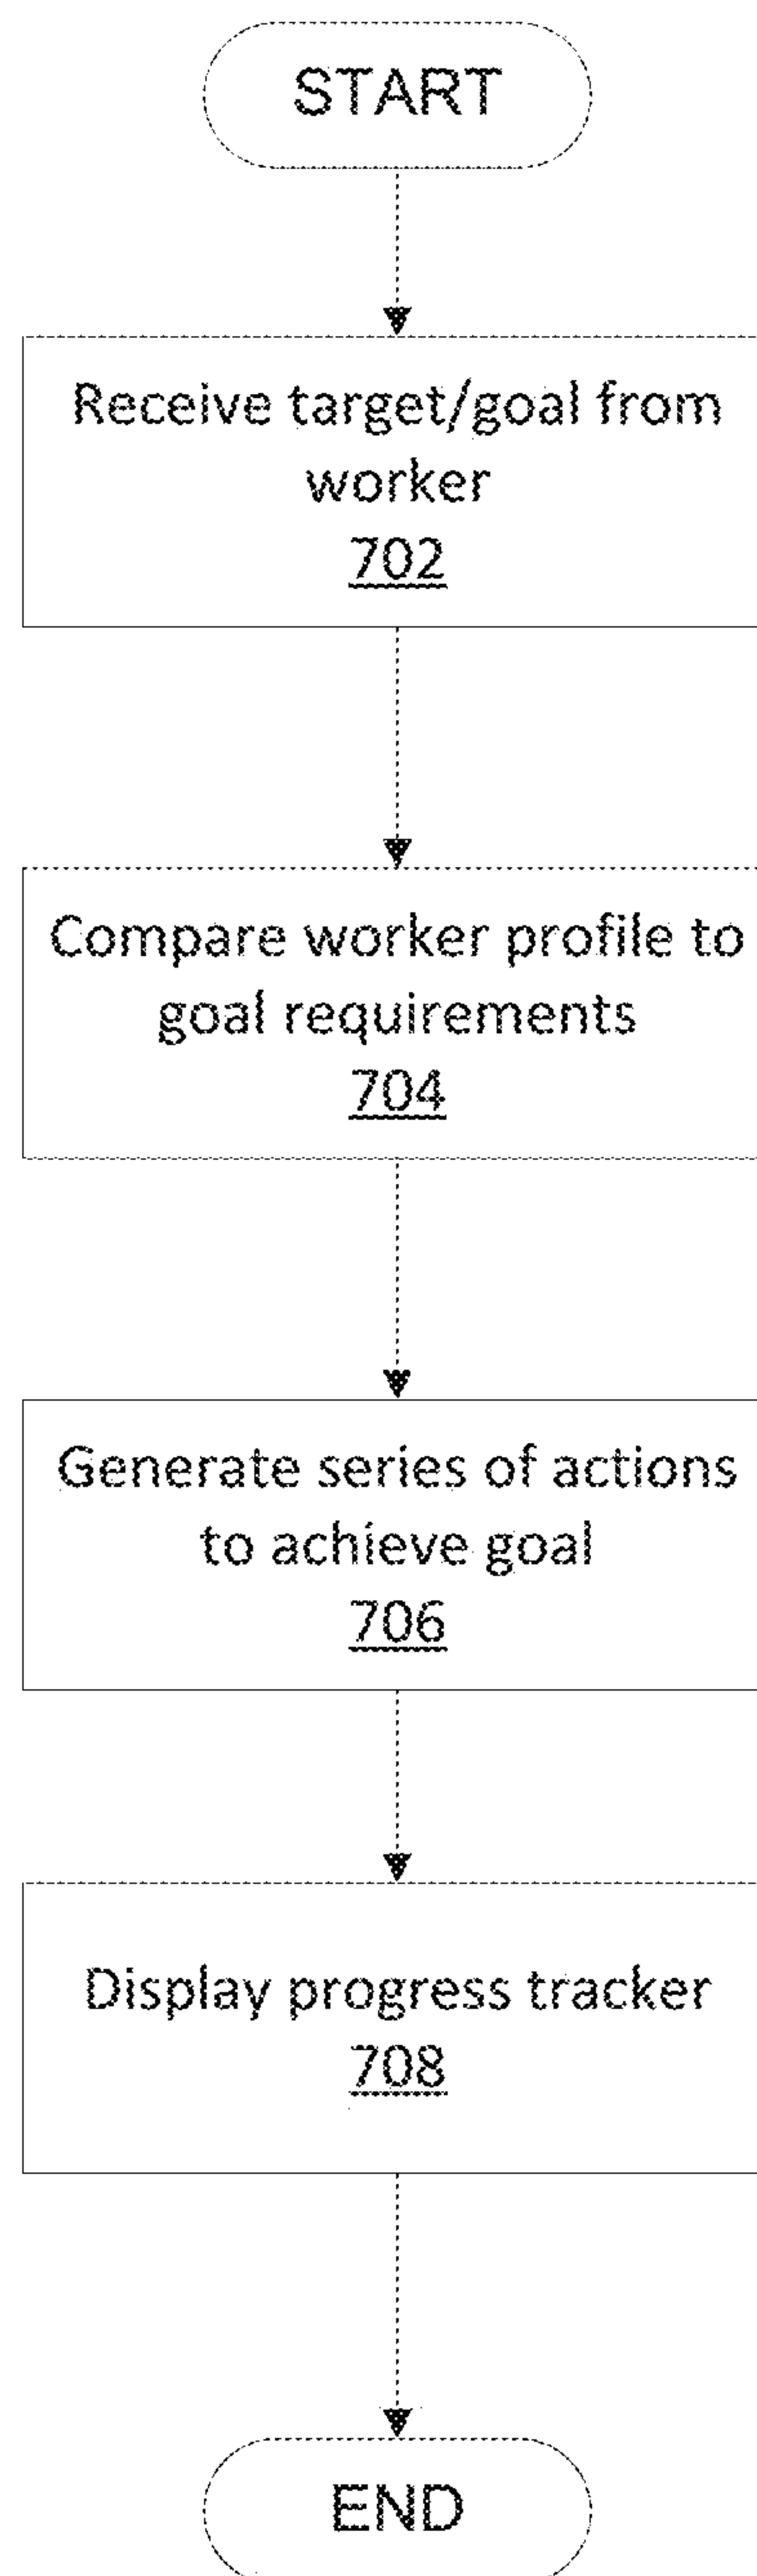 START
Receive target/goal from
worker
702
Compare worker profile to
goal requirements
704
Generate series of actions
to achieve goal
706
Display progress tracker
708
END